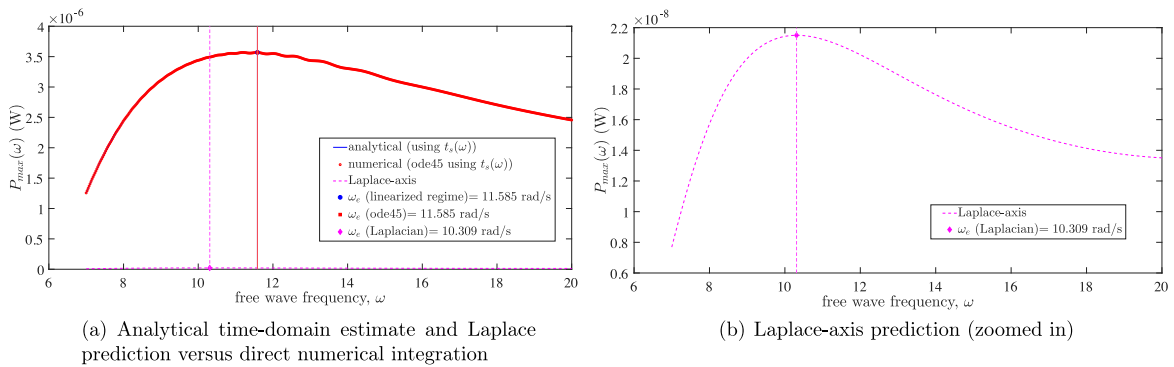 ×10⁻⁶
4
3.5
3
2.5
2
1.5
1
0.5
0
P_max(ω) (W)
analytical (using t_s(ω))
numerical (ode45 using t_s(ω))
Laplace-axis
ω_e (linearized regime)= 11.585 rad/s
ω_e (ode45)= 11.585 rad/s
ω_e (Laplacian)= 10.309 rad/s
6 8 10 12 14 16 18 20
free wave frequency, ω
(a) Analytical time-domain estimate and Laplace
prediction versus direct numerical integration
×10⁻⁸
2.2
2
1.8
1.6
1.4
1.2
1
0.8
0.6
P_max(ω) (W)
Laplace-axis
ω_e (Laplacian)= 10.309 rad/s
6 8 10 12 14 16 18 20
free wave frequency, ω
(b) Laplace-axis prediction (zoomed in)